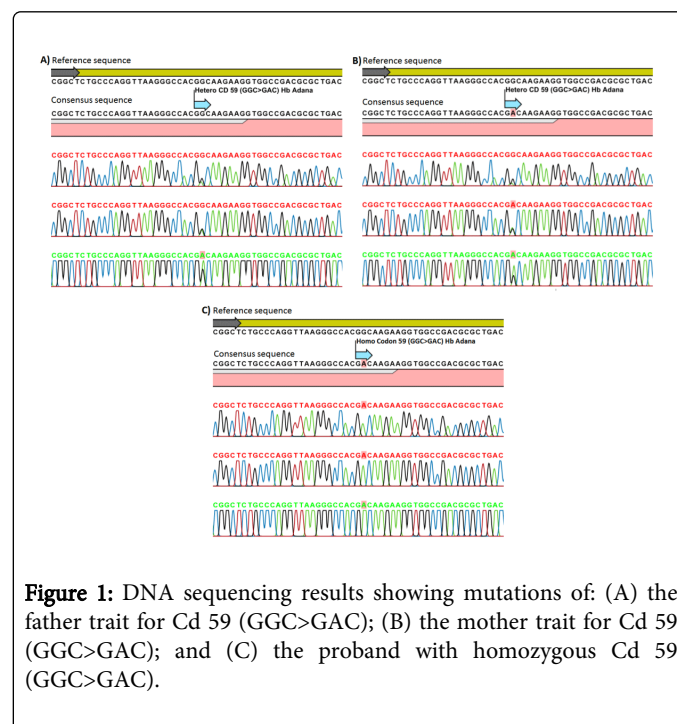 A) Reference sequence
CGGCTCTGCCCAGGTTAAGGGCCACGGCAAGAAGGTGGCCGACGCGCTGAC
Hetero CD 59 (GGC>GAC) Hb Adana
Consensus sequence
CGGCTCTGCCCAGGTTAAGGGCCACGGCAAGAAGGTGGCCGACGCGCTGAC
CGGCTCTGCCCAGGTTAAGGGCCACGGCAAGAAGGTGGCCGACGCGCTGAC
CGGCTCTGCCCAGGTTAAGGGCCACGGCAAGAAGGTGGCCGACGCGCTGAC
CGGCTCTGCCCAGGTTAAGGGCCACGACAAGAAGGTGGCCGACGCGCTGAC
B) Reference sequence
CGGCTCTGCCCAGGTTAAGGGCCACGGCAAGAAGGTGGCCGACGCGCTGAC
Hetero CD 59 (GGC>GAC) Hb Adana
Consensus sequence
CGGCTCTGCCCAGGTTAAGGGCCACGACAAGAAGGTGGCCGACGCGCTGAC
CGGCTCTGCCCAGGTTAAGGGCCACGGCAAGAAGGTGGCCGACGCGCTGAC
CGGCTCTGCCCAGGTTAAGGGCCACGACAAGAAGGTGGCCGACGCGCTGAC
CGGCTCTGCCCAGGTTAAGGGCCACGACAAGAAGGTGGCCGACGCGCTGAC
C) Reference sequence
CGGCTCTGCCCAGGTTAAGGGCCACGGCAAGAAGGTGGCCGACGCGCTGAC
Homo Codon 59 (GGC>GAC) Hb Adana
Consensus sequence
CGGCTCTGCCCAGGTTAAGGGCCACGACAAGAAGGTGGCCGACGCGCTGAC
CGGCTCTGCCCAGGTTAAGGGCCACGACAAGAAGGTGGCCGACGCGCTGAC
CGGCTCTGCCCAGGTTAAGGGCCACGACAAGAAGGTGGCCGACGCGCTGAC
CGGCTCTGCCCAGGTTAAGGGCCACGACAAGAAGGTGGCCGACGCGCTGAC
Figure 1: DNA sequencing results showing mutations of: (A) the
father trait for Cd 59 (GGC>GAC); (B) the mother trait for Cd 59
(GGC>GAC); and (C) the proband with homozygous Cd 59
(GGC>GAC).